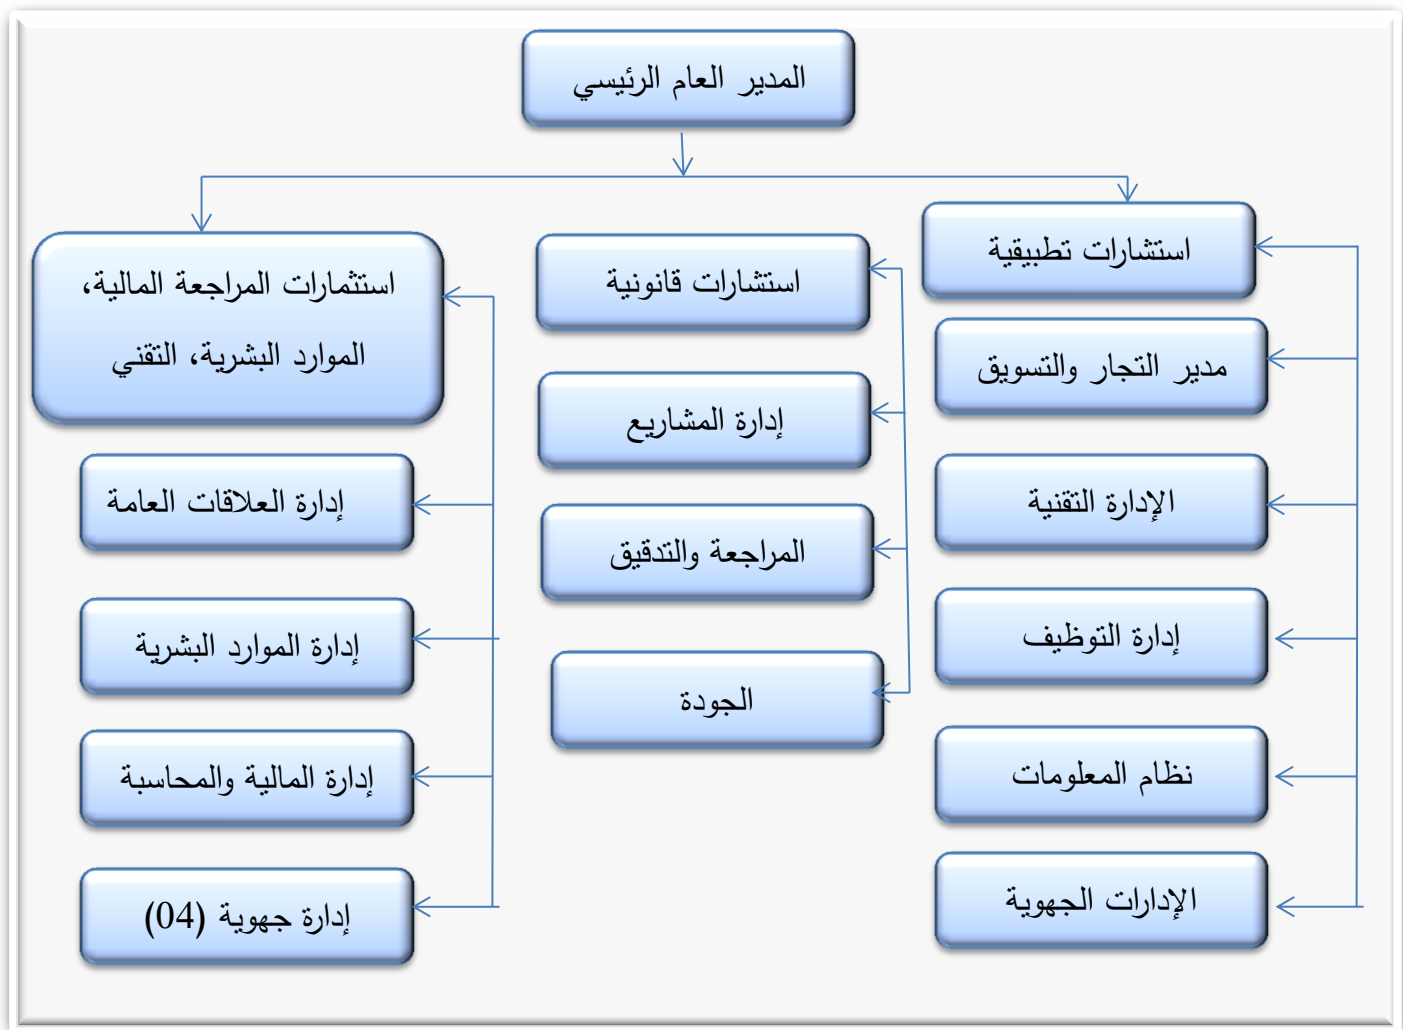 المدير العام الرئيسي
استشارات تطبيقية
مدير التجار والتسويق
الإدارة التقنية
إدارة التوظيف
نظام المعلومات
الإدارات الجهوية
استشارات قانونية
إدارة المشاريع
المراجعة والتدقيق
الجودة
استثمارات المراجعة المالية،
الموارد البشرية، التقني
إدارة العلاقات العامة
إدارة الموارد البشرية
إدارة المالية والمحاسبة
إدارة جهوية (04)